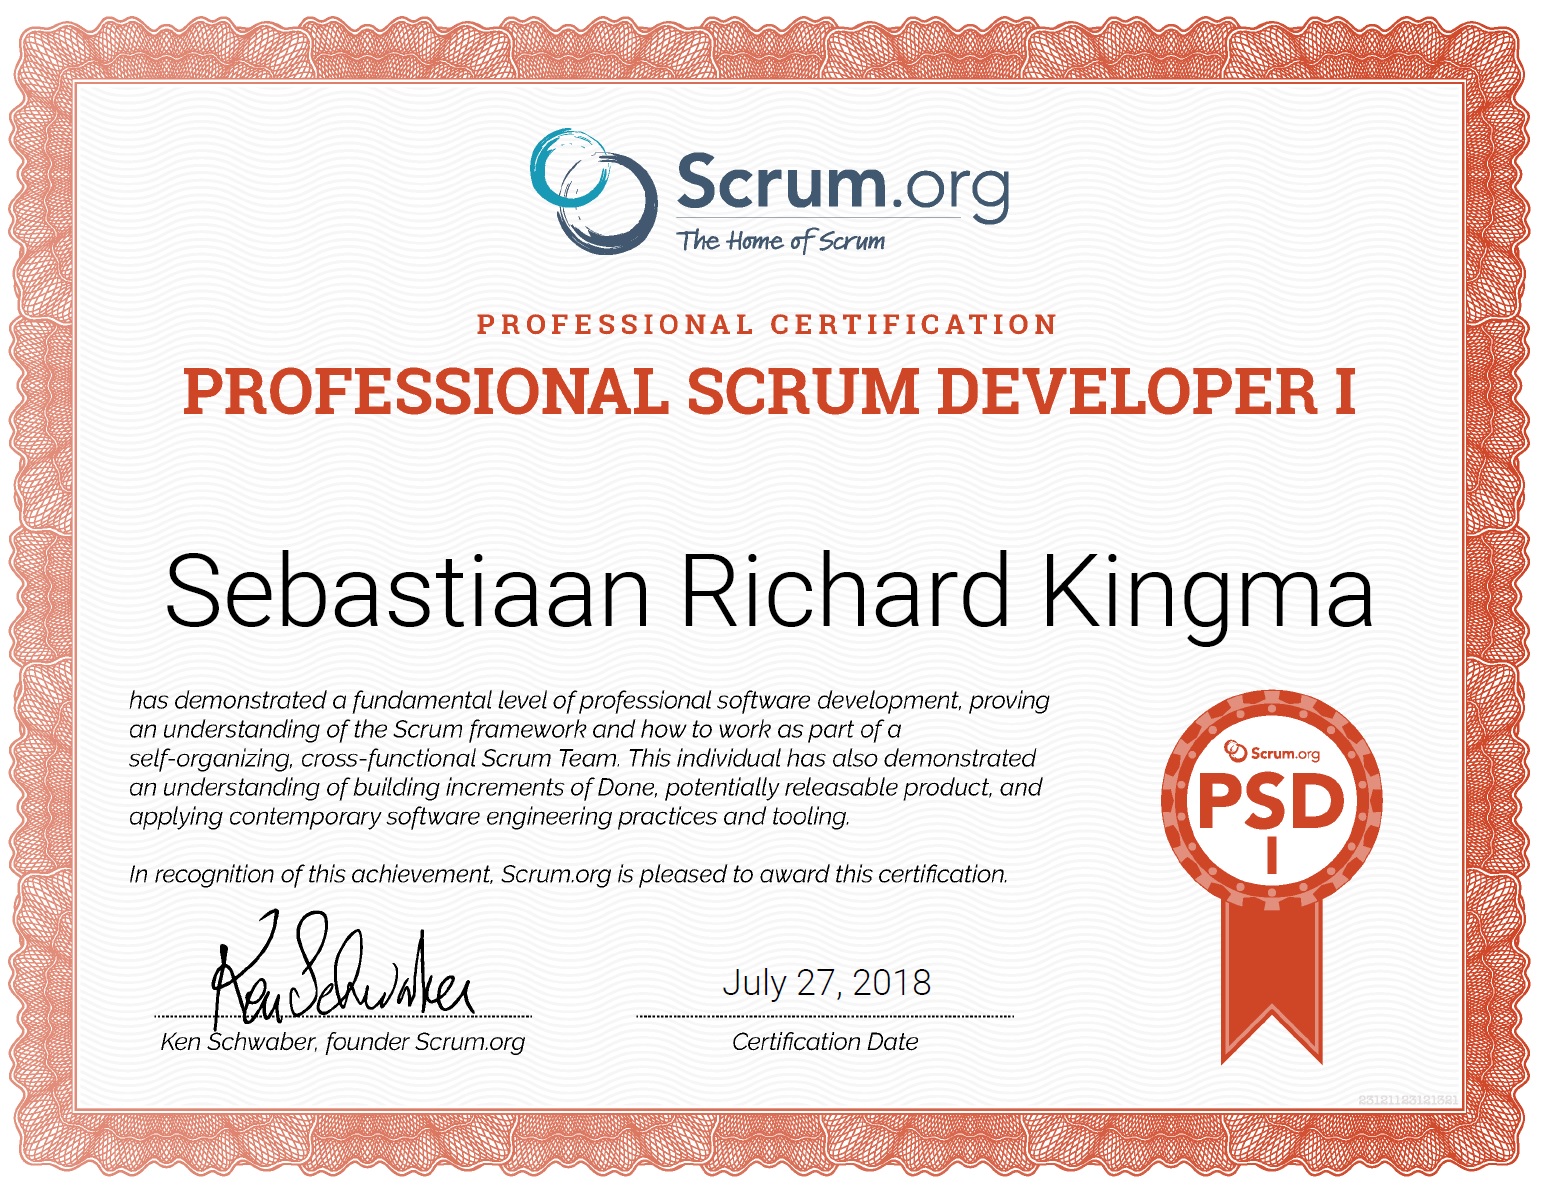 Scrum.org
The Home of Scrum
PROFESSIONAL CERTIFICATION
PROFESSIONAL SCRUM DEVELOPER I
Sebastiaan Richard Kingma
has demonstrated a fundamental level of professional software development, proving
an understanding of the Scrum framework and how to work as part of a
self-organizing, cross-functional Scrum Team. This individual has also demonstrated
an understanding of building increments of Done, potentially releasable product, and
applying contemporary software engineering practices and tooling.
In recognition of this achievement, Scrum.org is pleased to award this certification.
Ken Schwaber
Ken Schwaber, founder Scrum.org
July 27, 2018
Certification Date
Scrum.org
PSD
I